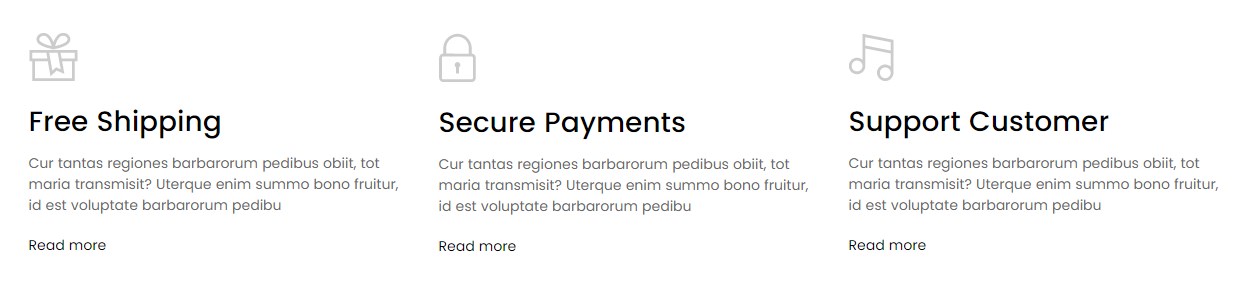 Free Shipping
Cur tantas regiones barbarorum pedibus obiit, tot
maria transmisit? Uterque enim summo bono fruitur,
id est voluptate barbarorum pedibu
Read more
Secure Payments
Cur tantas regiones barbarorum pedibus obiit, tot
maria transmisit? Uterque enim summo bono fruitur,
id est voluptate barbarorum pedibu
Read more
Support Customer
Cur tantas regiones barbarorum pedibus obiit, tot
maria transmisit? Uterque enim summo bono fruitur,
id est voluptate barbarorum pedibu
Read more